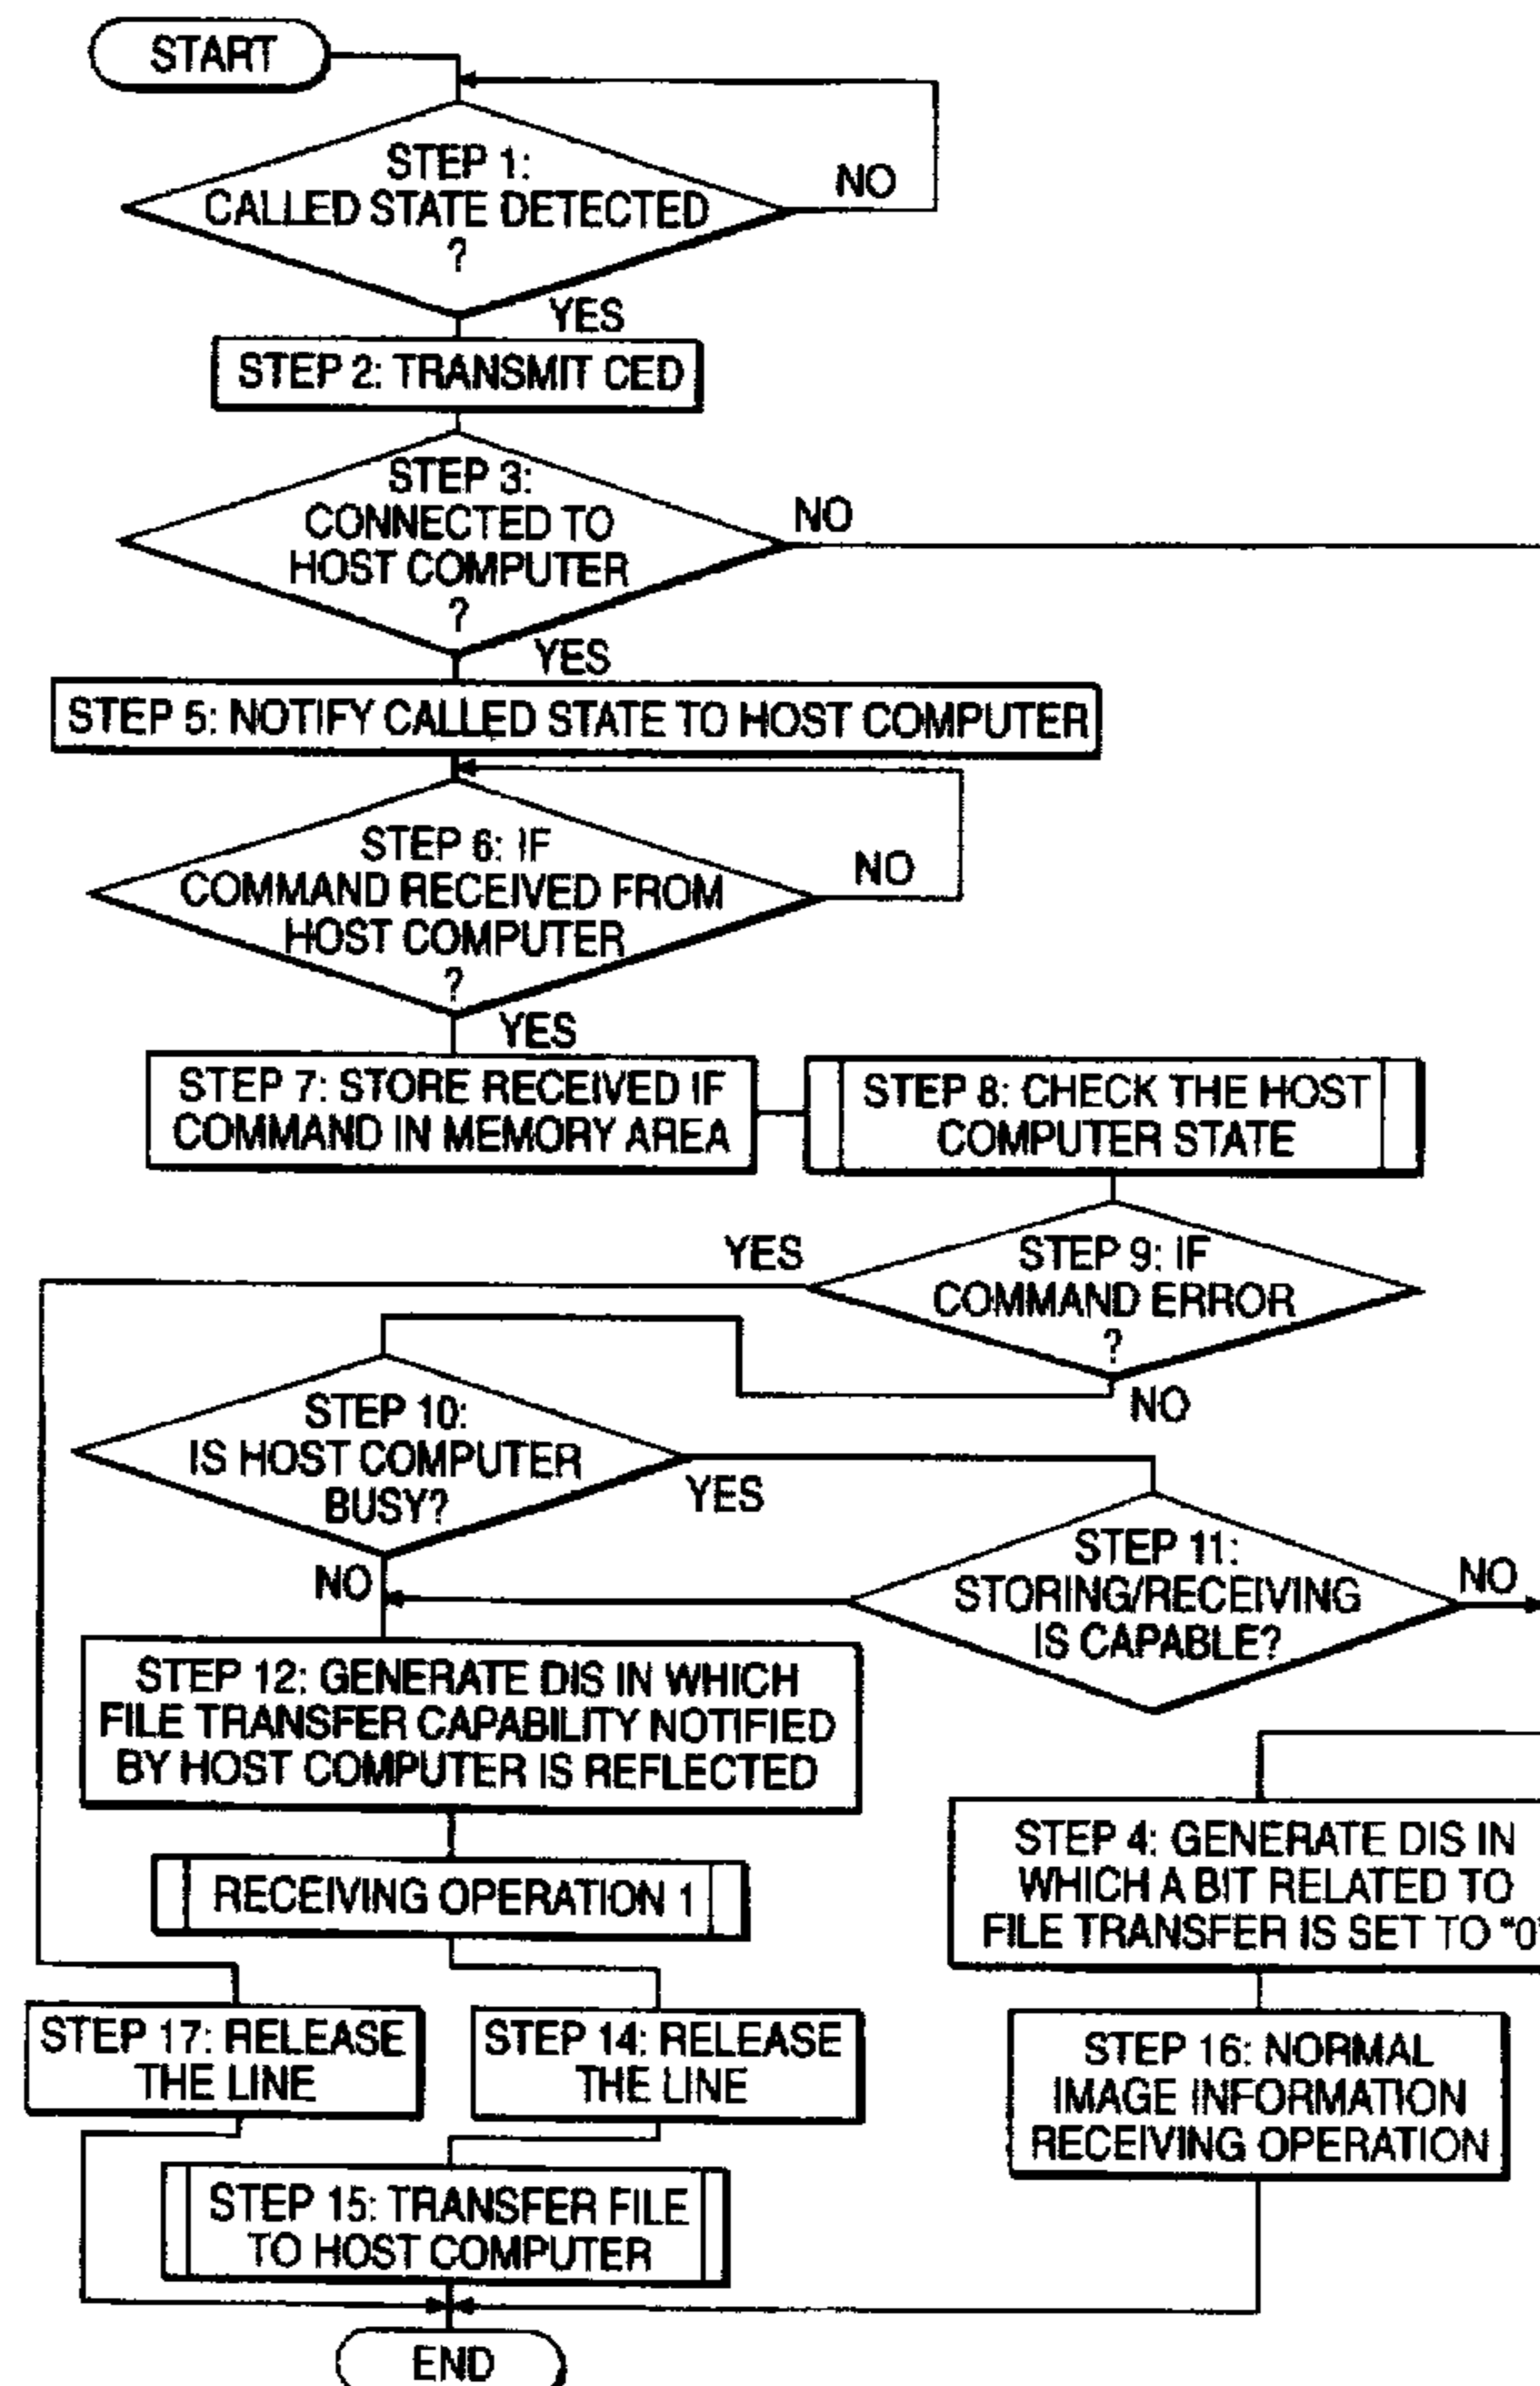 START
STEP 1:
CALLED STATE DETECTED
?
NO
YES
STEP 2: TRANSMIT CED
STEP 3:
CONNECTED TO
HOST COMPUTER
?
NO
YES
STEP 5: NOTIFY CALLED STATE TO HOST COMPUTER
STEP 6: IF
COMMAND RECEIVED FROM
HOST COMPUTER
?
NO
YES
STEP 7: STORE RECEIVED IF
COMMAND IN MEMORY AREA
STEP 8: CHECK THE HOST
COMPUTER STATE
STEP 9: IF
COMMAND ERROR
?
YES
NO
STEP 10:
IS HOST COMPUTER
BUSY?
YES
NO
STEP 11:
STORING/RECEIVING
IS CAPABLE?
NO
STEP 12: GENERATE DIS IN WHICH
FILE TRANSFER CAPABILITY NOTIFIED
BY HOST COMPUTER IS REFLECTED
RECEIVING OPERATION 1
STEP 4: GENERATE DIS IN
WHICH A BIT RELATED TO
FILE TRANSFER IS SET TO "0"
STEP 17: RELEASE
THE LINE
STEP 14: RELEASE
THE LINE
STEP 16: NORMAL
IMAGE INFORMATION
RECEIVING OPERATION
STEP 15: TRANSFER FILE
TO HOST COMPUTER
END